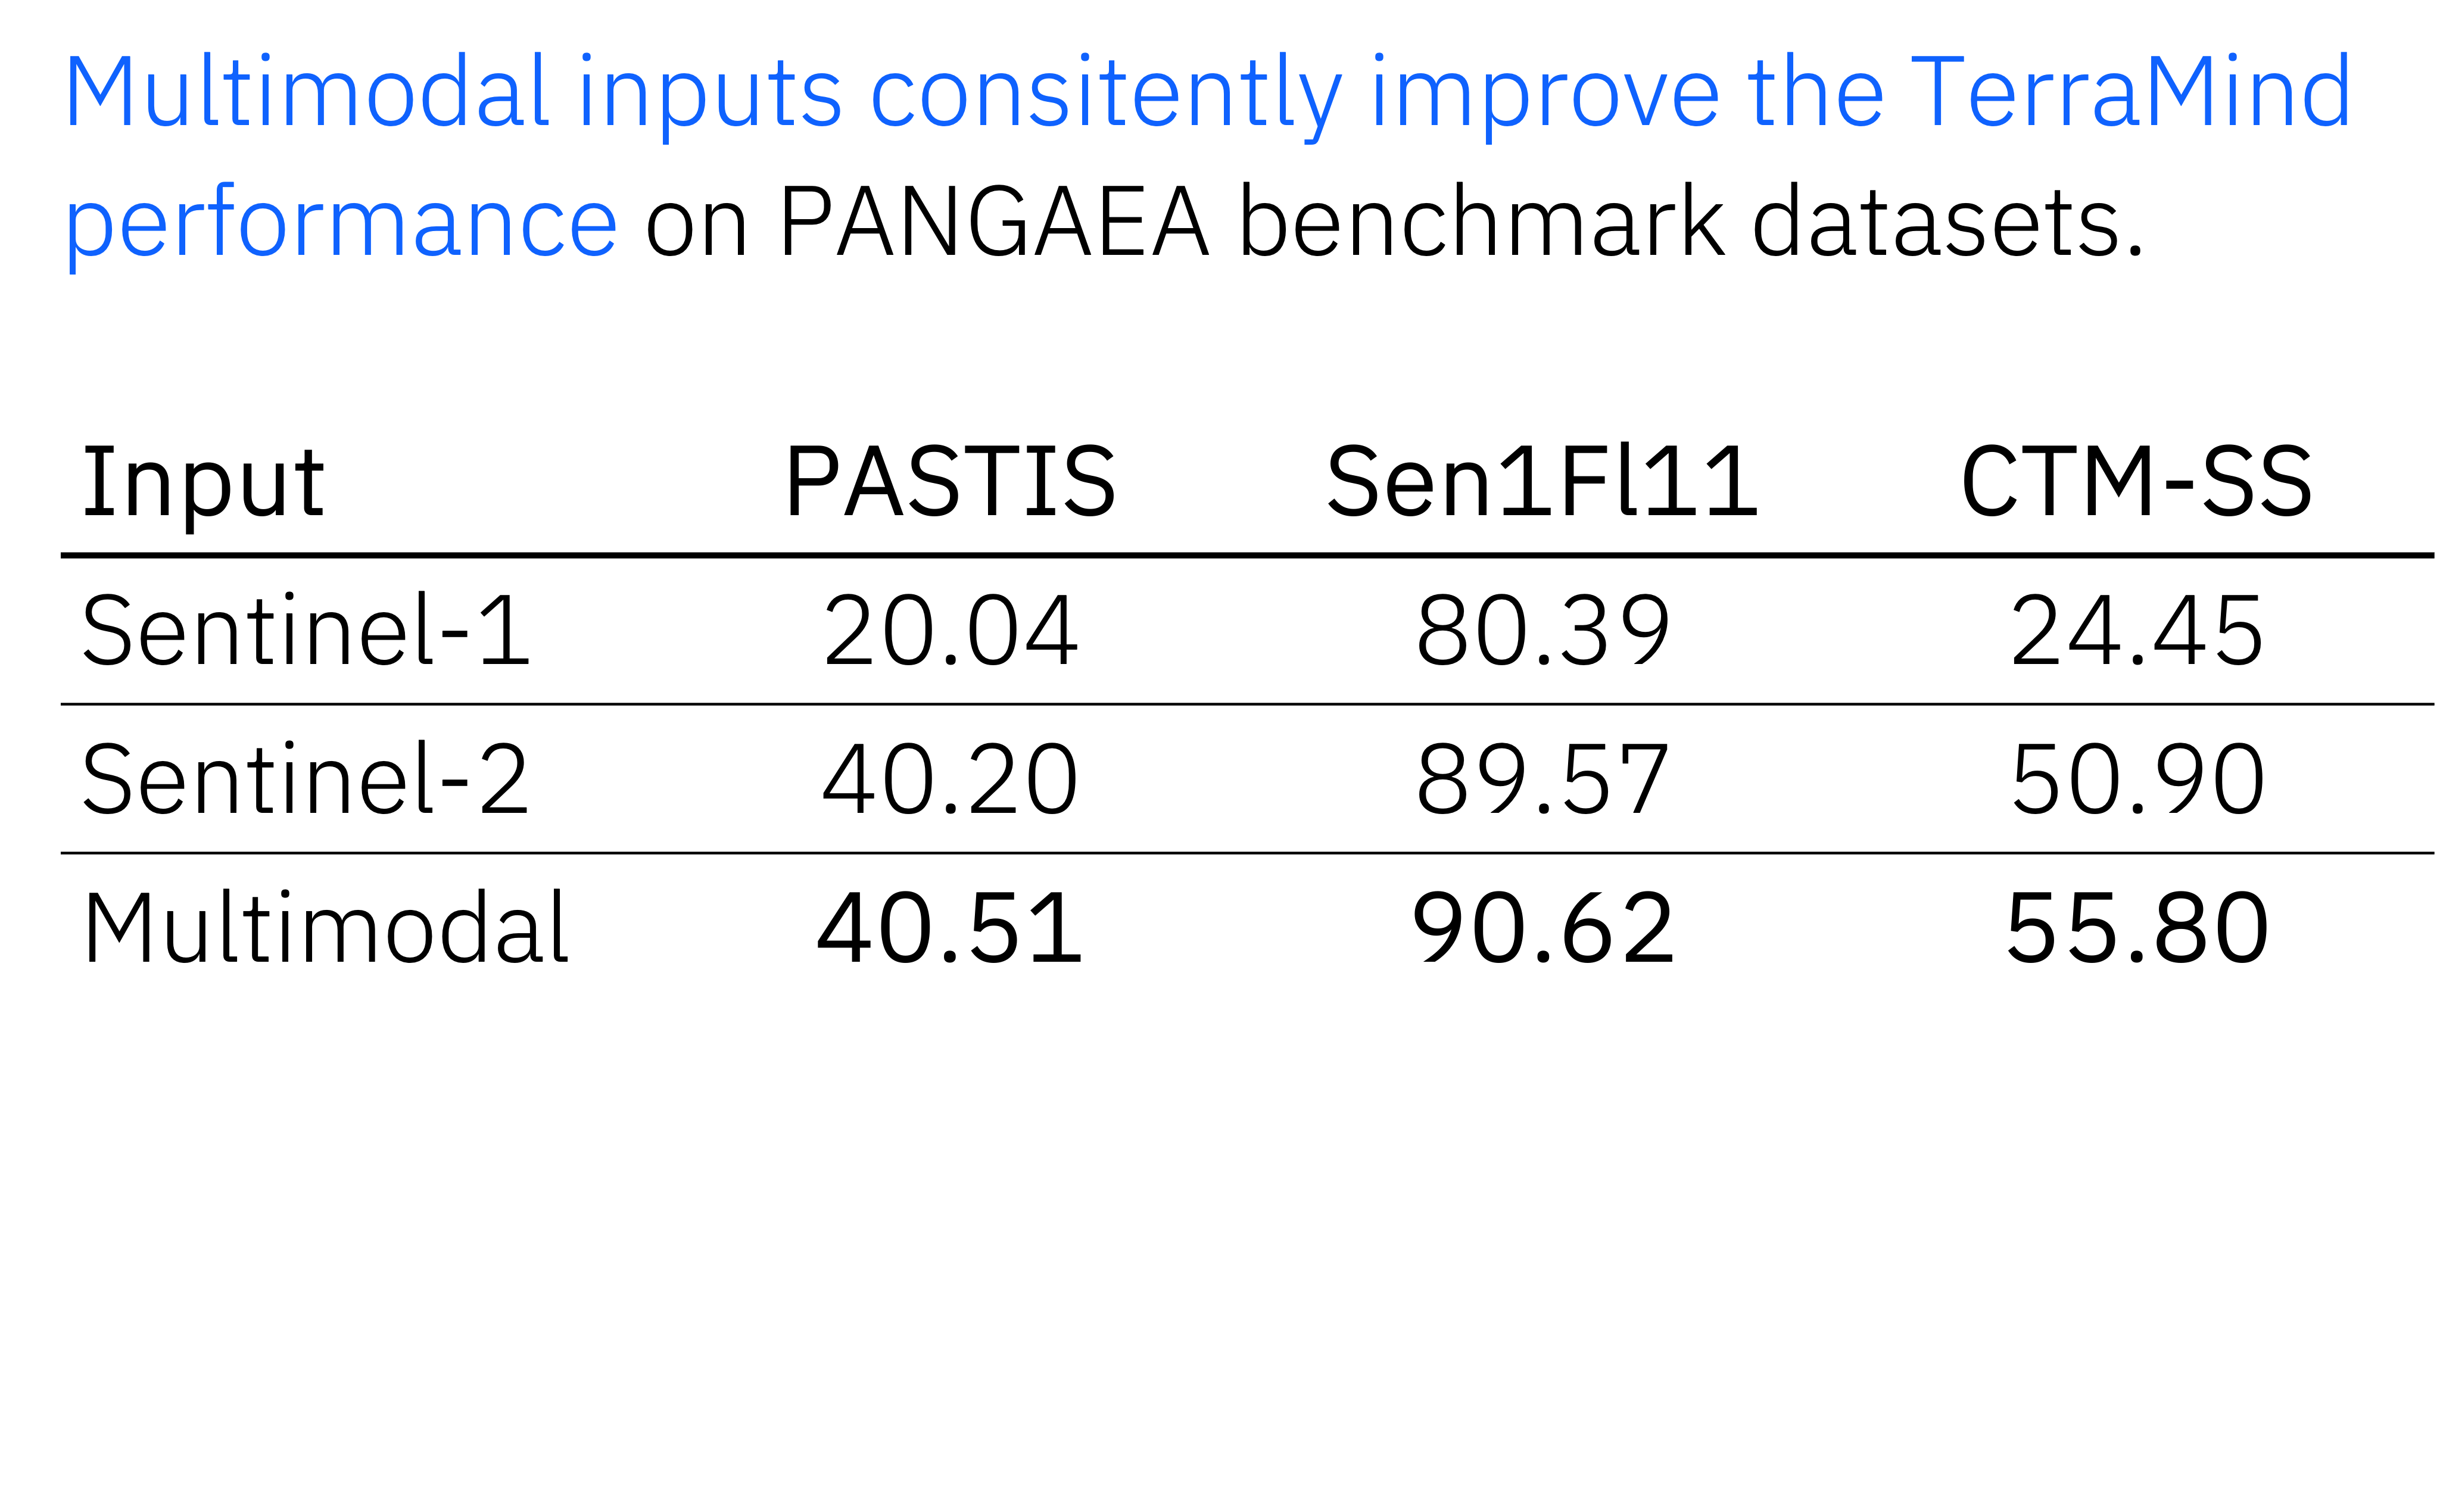 Multimodal inputs consitently improve the TerraMind
performance on PANGAEA benchmark datasets.
Input PASTIS Sen1Fl11 CTM-SS
Sentinel-1 20.04 80.39 24.45
Sentinel-2 40.20 89.57 50.90
Multimodal 40.51 90.62 55.80